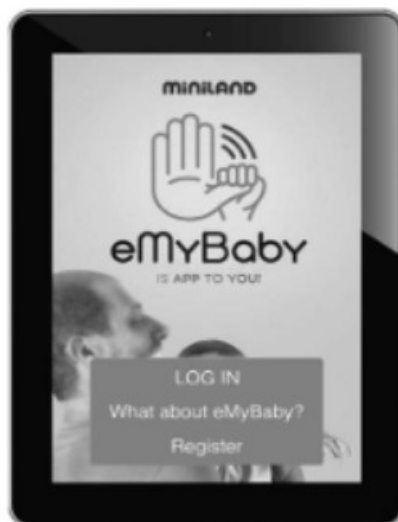 miniLAND
eMyBaby
IS APP TO YOU!
LOG IN
What about eMyBaby?
Register